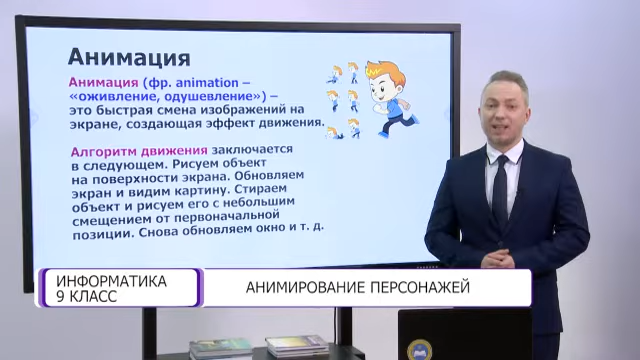 Анимация
Анимация (фр. animation –
«оживление, одушевление») –
это быстрая смена изображений на
экране, создающая эффект движения.
Алгоритм движения заключается
в следующем. Рисуем объект
на поверхности экрана. Обновляем
экран и видим картину. Стираем
объект и рисуем его с небольшим
смещением от первоначальной
позиции. Снова обновляем окно и т. д.
ИНФОРМАТИКА
9 КЛАСС
АНИМИРОВАНИЕ ПЕРСОНАЖЕЙ